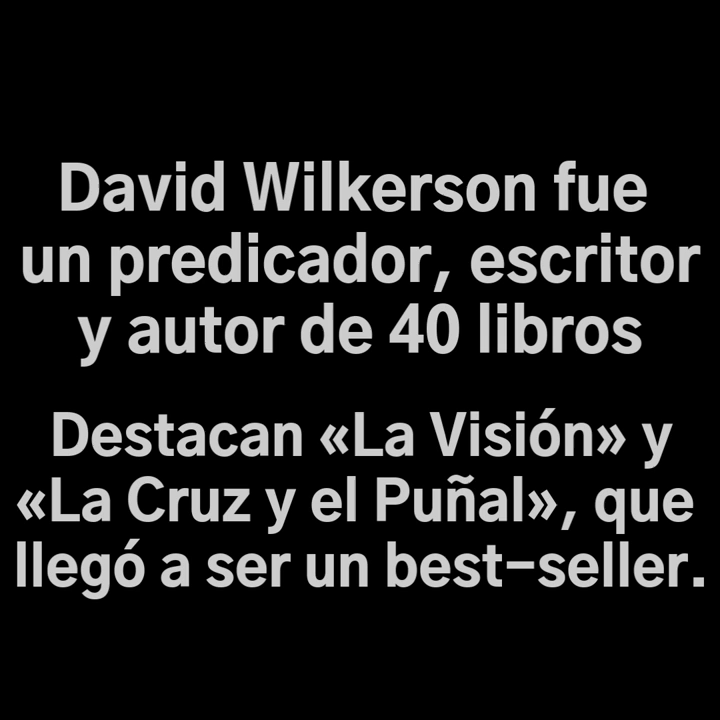 David Wilkerson fue
un predicador, escritor
y autor de 40 libros
Destacan «La Visión» y
«La Cruz y el Puñal», que
llegó a ser un best-seller.